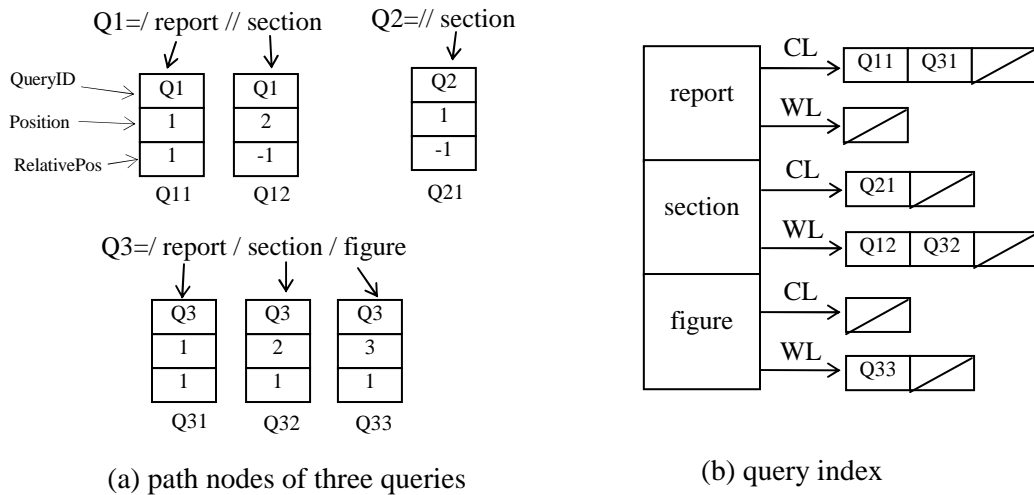 Q1=/ report // section
Q2=// section
QueryID
Position
RelativePos
Q1
1
1
Q11
Q1
2
-1
Q12
Q2
1
-1
Q21
Q3=/ report / section / figure
Q3
1
1
Q31
Q3
2
1
Q32
Q3
3
1
Q33
(a) path nodes of three queries
report
CL
Q11 Q31
WL
section
CL
Q21
WL
Q12 Q32
figure
CL
WL
Q33
(b) query index